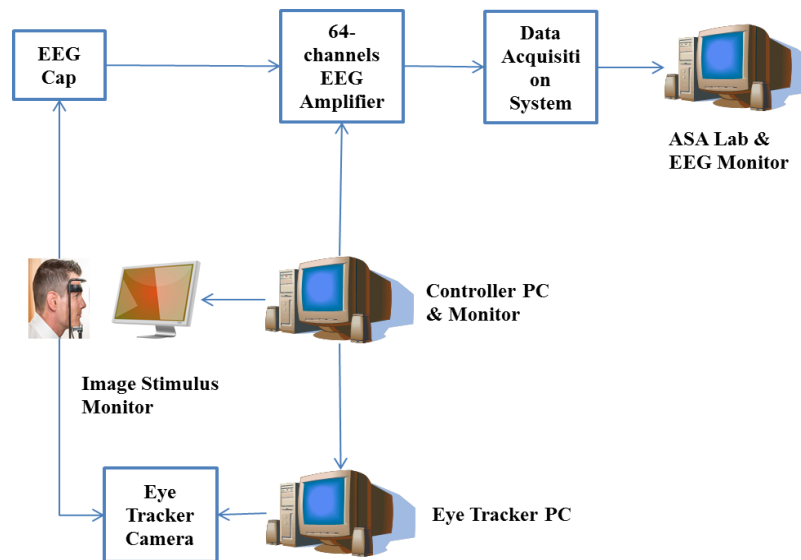 EEG
Cap
64-
channels
EEG
Amplifier
Data
Acquisiti
on
System
ASA Lab &
EEG Monitor
Controller PC
& Monitor
Image Stimulus
Monitor
Eye
Tracker
Camera
Eye Tracker PC